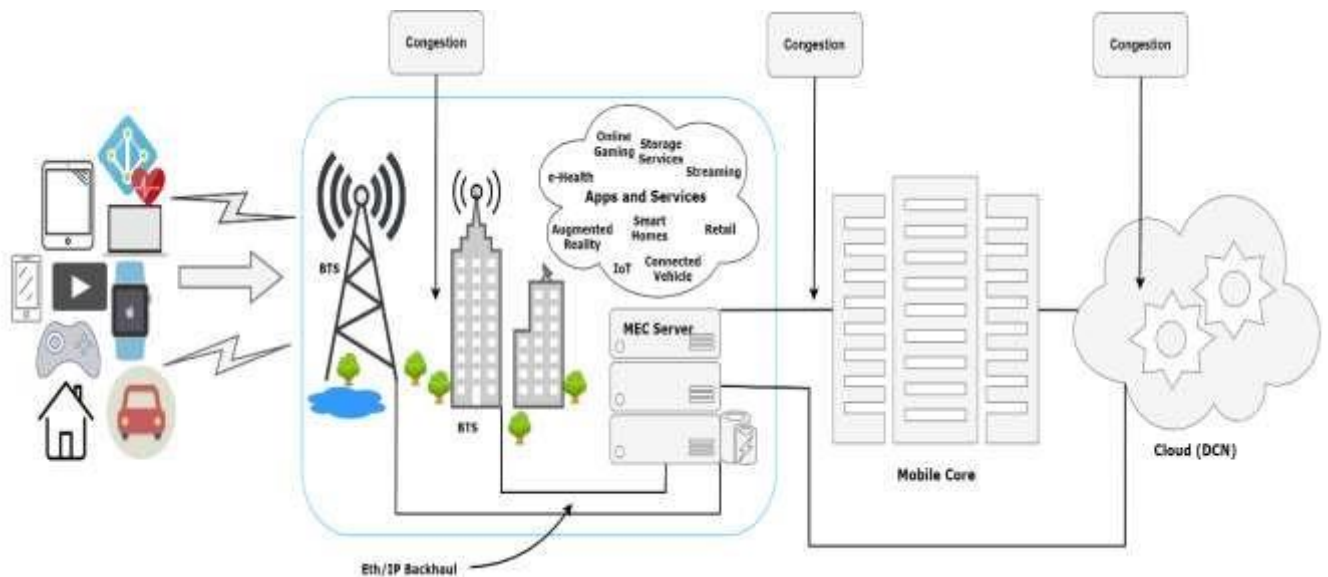 Congestion
Congestion
Congestion
Online
Gaming
Storage
Services
Streaming
e-Health
Apps and Services
Augmented
Reality
Smart
Homes
Retail
IoT
Connected
Vehicle
BTS
MEC Server
BTS
Mobile Core
Cloud (DCN)
Eth/IP Backhaul